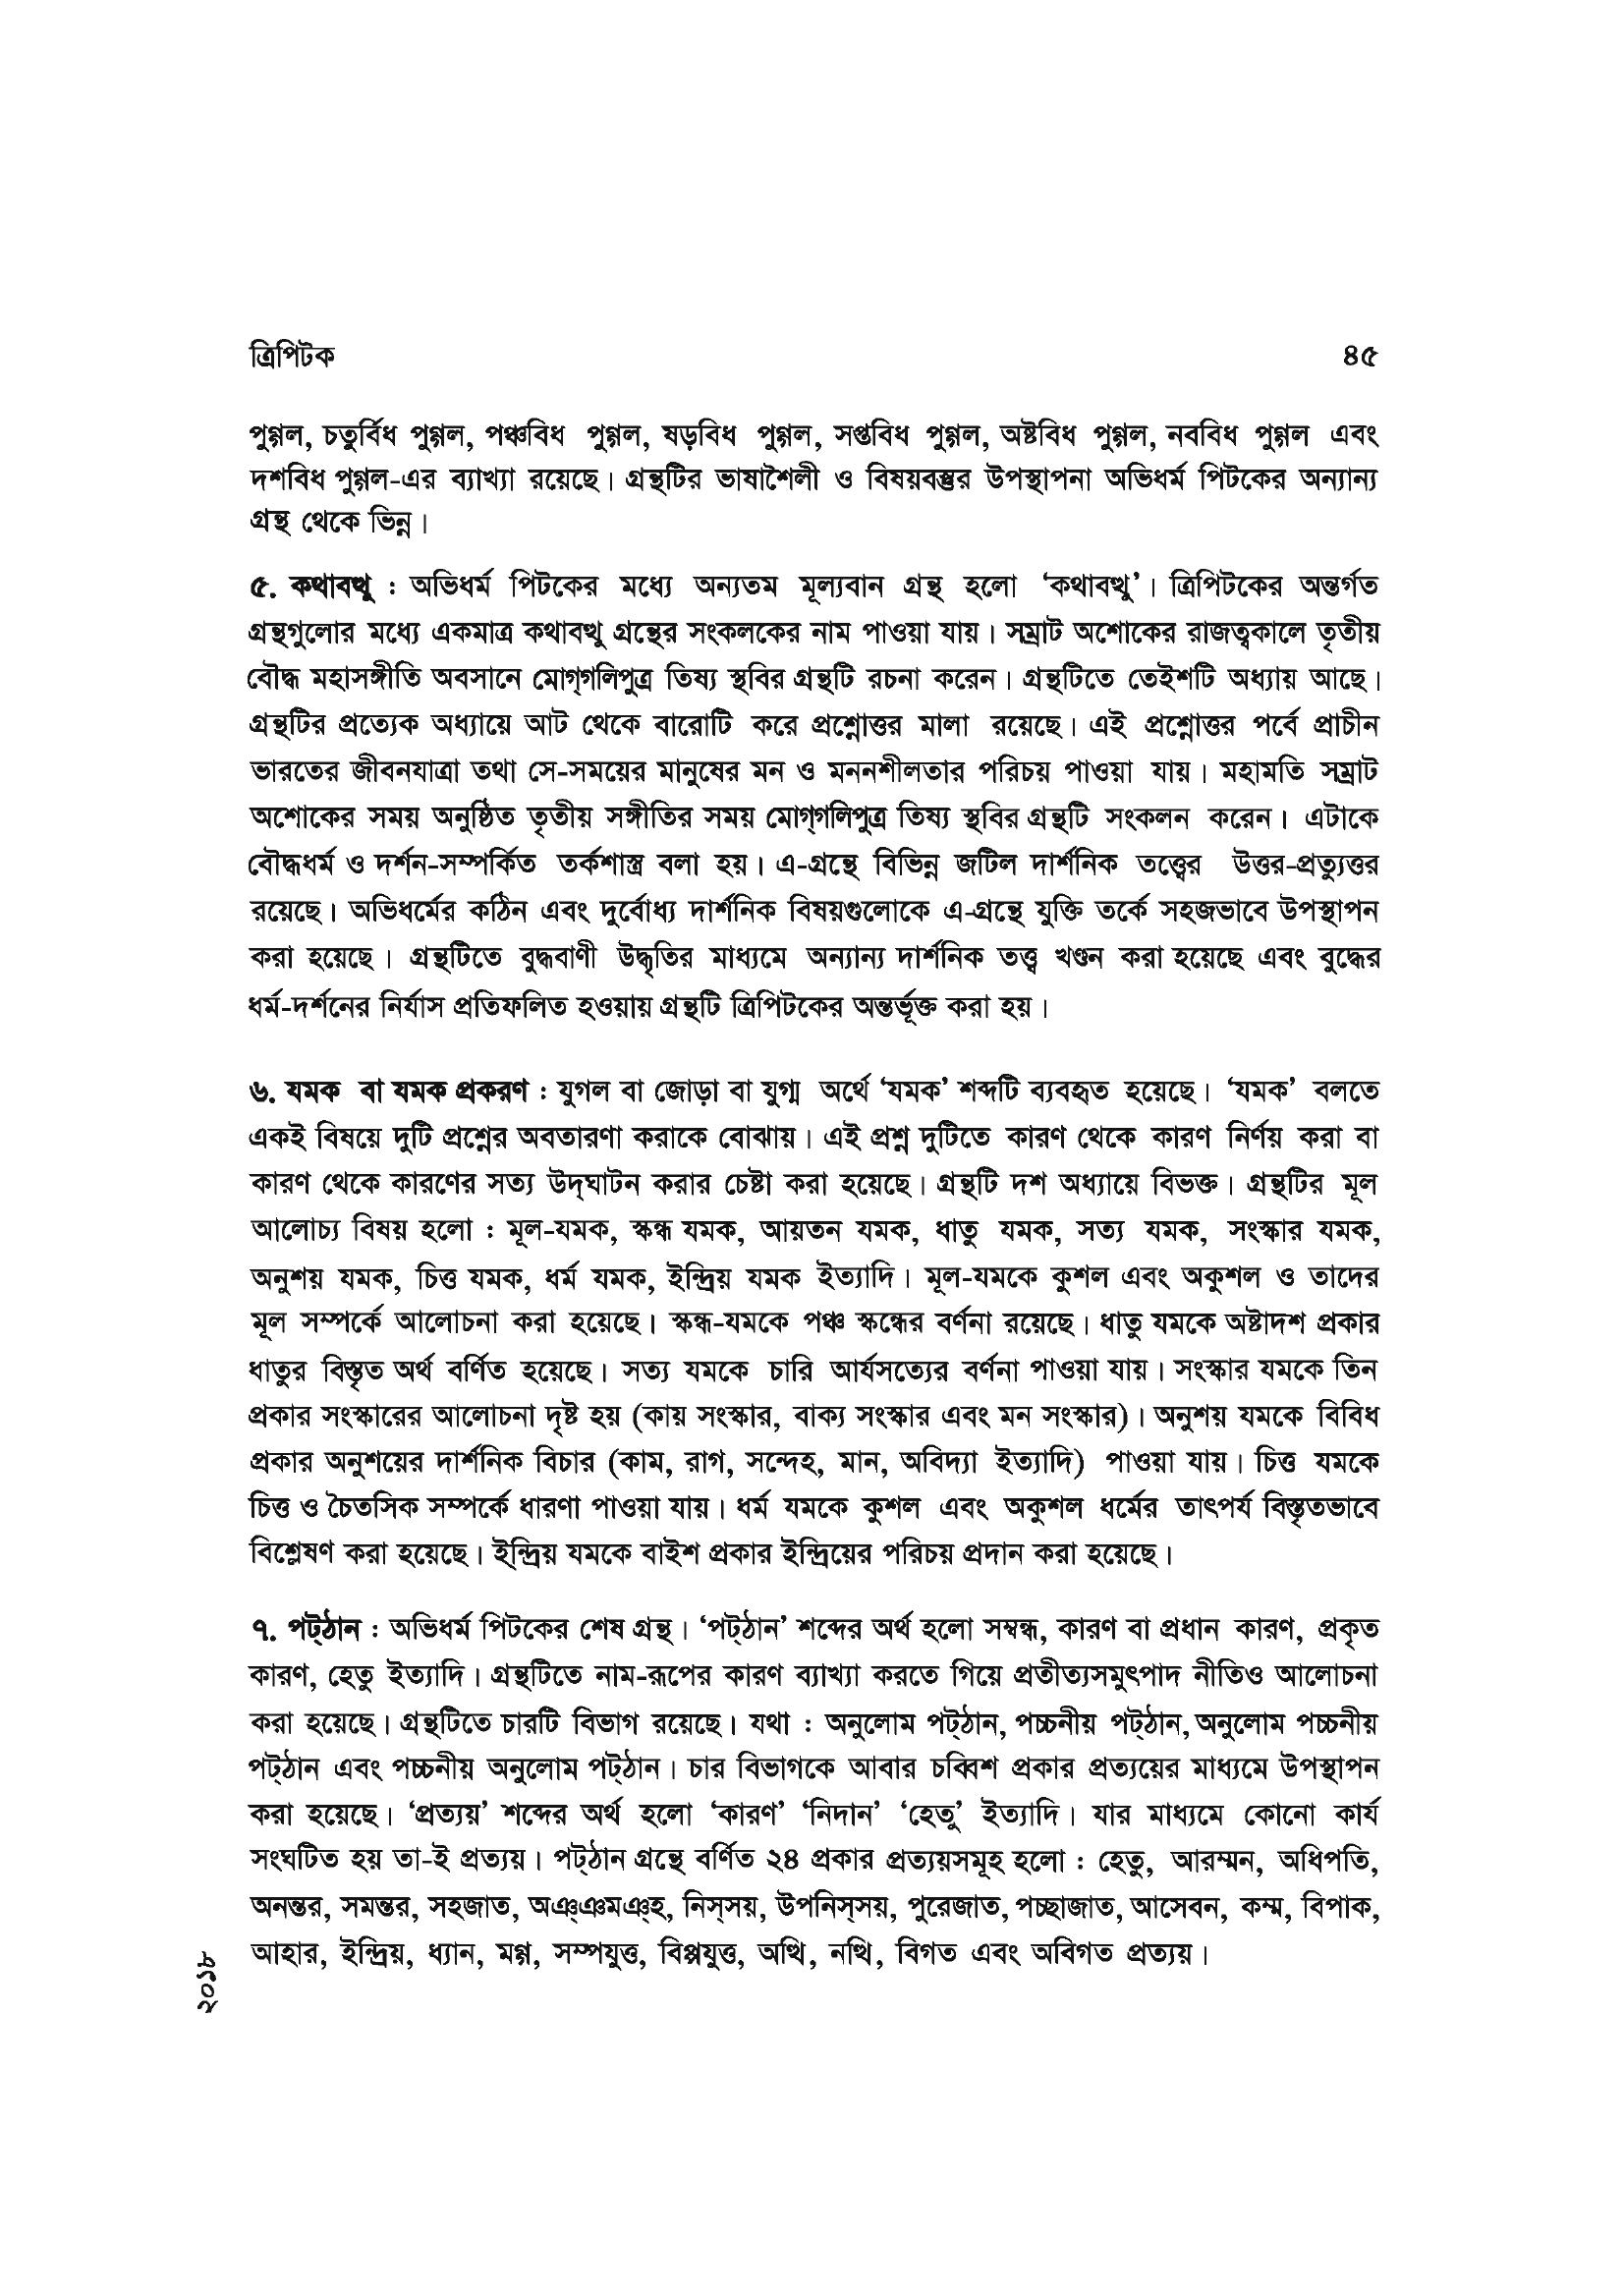 ত্রিপিটক ৪৫
পুগ্গল, চতুর্বিধ পুগ্গল, পঞ্চবিধ পুগ্গল, ষড়বিধ পুগ্গল, সপ্তবিধ পুগ্গল, অষ্টবিধ পুগ্গল, নববিধ পুগ্গল এবং
দশবিধ পুগ্গল-এর ব্যাখ্যা রয়েছে। গ্রন্থটির ভাষাশৈলী ও বিষয়বস্তুর উপস্থাপনা অভিধর্ম পিটকের অন্যান্য
গ্রন্থ থেকে ভিন্ন।
৫. কথাবত্থু : অভিধর্ম পিটকের মধ্যে অন্যতম মূল্যবান গ্রন্থ হলো ‘কথাবত্থু’। ত্রিপিটকের অন্তর্গত
গ্রন্থগুলোর মধ্যে একমাত্র কথাবত্থু গ্রন্থের সংকলকের নাম পাওয়া যায়। সম্রাট অশোকের রাজত্বকালে তৃতীয়
বৌদ্ধ মহাসঙ্গীতি অবসানে মোগ্‌গলিপুত্র তিষ্য স্থবির গ্রন্থটি রচনা করেন। গ্রন্থটিতে তেইশটি অধ্যায় আছে।
গ্রন্থটির প্রত্যেক অধ্যায়ে আট থেকে বারোটি করে প্রশ্নোত্তর মালা রয়েছে। এই প্রশ্নোত্তর পর্বে প্রাচীন
ভারতের জীবনযাত্রা তথা সে-সময়ের মানুষের মন ও মননশীলতার পরিচয় পাওয়া যায়। মহামতি সম্রাট
অশোকের সময় অনুষ্ঠিত তৃতীয় সঙ্গীতির সময় মোগ্‌গলিপুত্র তিষ্য স্থবির গ্রন্থটি সংকলন করেন। এটাকে
বৌদ্ধধর্ম ও দর্শন-সম্পর্কিত তর্কশাস্ত্র বলা হয়। এ-গ্রন্থে বিভিন্ন জটিল দার্শনিক তত্ত্বের উত্তর-প্রত্যুত্তর
রয়েছে। অভিধর্মের কঠিন এবং দুর্বোধ্য দার্শনিক বিষয়গুলোকে এ-গ্রন্থে যুক্তি তর্কে সহজভাবে উপস্থাপন
করা হয়েছে। গ্রন্থটিতে বুদ্ধবাণী উদ্ধৃতির মাধ্যমে অন্যান্য দার্শনিক তত্ত্ব খণ্ডন করা হয়েছে এবং বুদ্ধের
ধর্ম-দর্শনের নির্যাস প্রতিফলিত হওয়ায় গ্রন্থটি ত্রিপিটকের অন্তর্ভূক্ত করা হয়।
৬. যমক বা যমক প্রকরণ : যুগল বা জোড়া বা যুগ্ম অর্থে ‘যমক’ শব্দটি ব্যবহৃত হয়েছে। ‘যমক’ বলতে
একই বিষয়ে দুটি প্রশ্নের অবতারণা করাকে বোঝায়। এই প্রশ্ন দুটিতে কারণ থেকে কারণ নির্ণয় করা বা
কারণ থেকে কারণের সত্য উদ্‌ঘাটন করার চেষ্টা করা হয়েছে। গ্রন্থটি দশ অধ্যায়ে বিভক্ত। গ্রন্থটির মূল
আলোচ্য বিষয় হলো : মূল-যমক, স্কন্ধ যমক, আয়তন যমক, ধাতু যমক, সত্য যমক, সংস্কার যমক,
অনুশয় যমক, চিত্ত যমক, ধর্ম যমক, ইন্দ্রিয় যমক ইত্যাদি। মূল-যমকে কুশল এবং অকুশল ও তাদের
মূল সম্পর্কে আলোচনা করা হয়েছে। স্কন্ধ-যমকে পঞ্চ স্কন্ধের বর্ণনা রয়েছে। ধাতু যমকে অষ্টাদশ প্রকার
ধাতুর বিস্তৃত অর্থ বর্ণিত হয়েছে। সত্য যমকে চারি আর্যসত্যের বর্ণনা পাওয়া যায়। সংস্কার যমকে তিন
প্রকার সংস্কারের আলোচনা দৃষ্ট হয় (কায় সংস্কার, বাক্য সংস্কার এবং মন সংস্কার)। অনুশয় যমকে বিবিধ
প্রকার অনুশয়ের দার্শনিক বিচার (কাম, রাগ, সন্দেহ, মান, অবিদ্যা ইত্যাদি) পাওয়া যায়। চিত্ত যমকে
চিত্ত ও চৈতসিক সম্পর্কে ধারণা পাওয়া যায়। ধর্ম যমকে কুশল এবং অকুশল ধর্মের তাৎপর্য বিস্তৃতভাবে
বিশ্লেষণ করা হয়েছে। ইন্দ্রিয় যমকে বাইশ প্রকার ইন্দ্রিয়ের পরিচয় প্রদান করা হয়েছে।
৭. পট্‌ঠান : অভিধর্ম পিটকের শেষ গ্রন্থ। ‘পট্‌ঠান’ শব্দের অর্থ হলো সম্বন্ধ, কারণ বা প্রধান কারণ, প্রকৃত
কারণ, হেতু ইত্যাদি। গ্রন্থটিতে নাম-রূপের কারণ ব্যাখ্যা করতে গিয়ে প্রতীত্যসমুৎপাদ নীতিও আলোচনা
করা হয়েছে। গ্রন্থটিতে চারটি বিভাগ রয়েছে। যথা : অনুলোম পট্‌ঠান, পচ্চনীয় পট্‌ঠান, অনুলোম পচ্চনীয়
পট্‌ঠান এবং পচ্চনীয় অনুলোম পট্‌ঠান। চার বিভাগকে আবার চব্বিশ প্রকার প্রত্যয়ের মাধ্যমে উপস্থাপন
করা হয়েছে। ‘প্রত্যয়’ শব্দের অর্থ হলো ‘কারণ’ ‘নিদান’ ‘হেতু’ ইত্যাদি। যার মাধ্যমে কোনো কার্য
সংঘটিত হয় তা-ই প্রত্যয়। পট্‌ঠান গ্রন্থে বর্ণিত ২৪ প্রকার প্রত্যয়সমূহ হলো : হেতু, আরম্মন, অধিপতি,
অনন্তর, সমন্তর, সহজাত, অঞ্‌ঞমঞ্‌হ, নিস্‌সয়, উপনিস্‌সয়, পুরেজাত, পচ্ছাজাত, আসেবন, কম্ম, বিপাক,
আহার, ইন্দ্রিয়, ধ্যান, মগ্গ, সম্পযুত্ত, বিপ্পযুত্ত, অত্থি, নত্থি, বিগত এবং অবিগত প্রত্যয়।
২০১৮